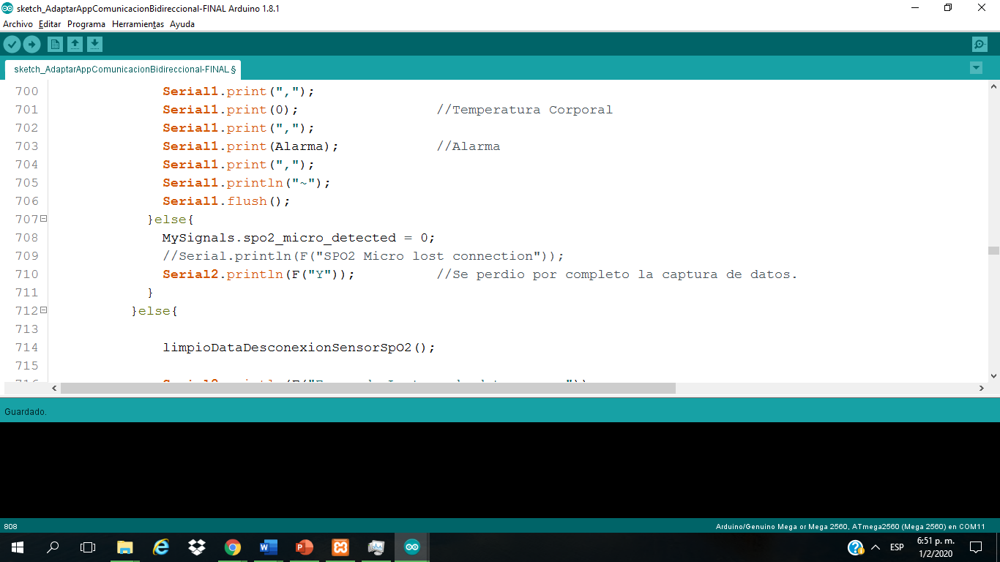 sketch_AdaptarAppComunicacionBidireccional-FINAL Arduino 1.8.1
Archivo Editar Programa Herramientas Ayuda
sketch_AdaptarAppComunicacionBidireccional-FINAL §
700 Serial1.print(",");
701 Serial1.print(0); //Temperatura Corporal
702 Serial1.print(",");
703 Serial1.print(Alarma); //Alarma
704 Serial1.print(",");
705 Serial1.println("~");
706 Serial1.flush();
707 }else{
708 MySignals.spo2_micro_detected = 0;
709 //Serial.println(F("SPO2 Micro lost connection"));
710 Serial2.println(F("Y")); //Se perdio por completo la captura de datos.
711 }
712 }else{
713
714 limpioDataDesconexionSensorSpO2();
715
Guardado.
808 Arduino/Genuino Mega or Mega 2560, ATmega2560 (Mega 2560) en COM11
ESP
6:51 p. m.
1/2/2020